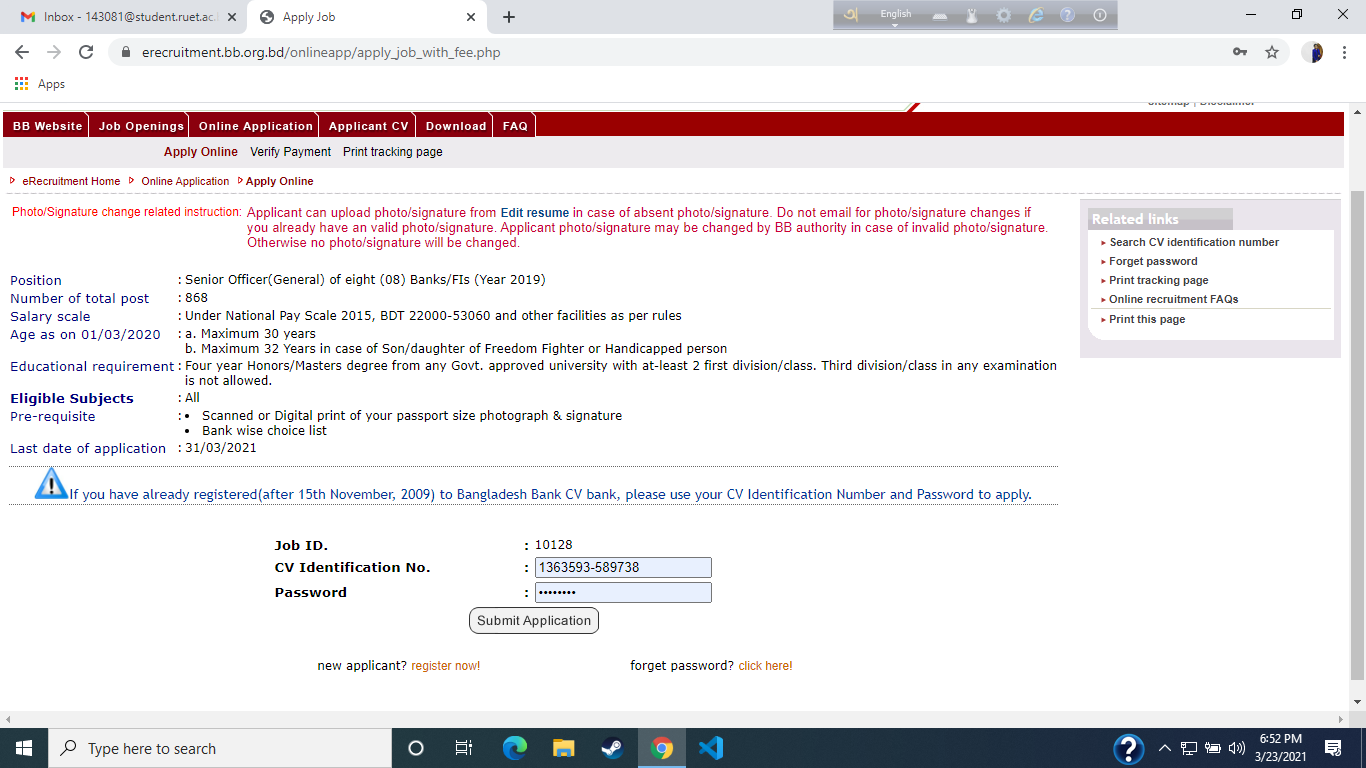 Inbox - 143081@student.ruet.ac.
Apply Job
English
erecruitment.bb.org.bd/onlineapp/apply_job_with_fee.php
Apps
Sitemap | Disclaimer
BB Website Job Openings Online Application Applicant CV Download FAQ
Apply Online Verify Payment Print tracking page
eRecruitment Home Online Application Apply Online
Photo/Signature change related instruction: Applicant can upload photo/signature from Edit resume in case of absent photo/signature. Do not email for photo/signature changes if
you already have an valid photo/signature. Applicant photo/signature may be changed by BB authority in case of invalid photo/signature.
Otherwise no photo/signature will be changed.
Related links
Search CV identification number
Forget password
Print tracking page
Online recruitment FAQs
Print this page
Position : Senior Officer(General) of eight (08) Banks/FIs (Year 2019)
Number of total post : 868
Salary scale : Under National Pay Scale 2015, BDT 22000-53060 and other facilities as per rules
Age as on 01/03/2020 : a. Maximum 30 years
b. Maximum 32 Years in case of Son/daughter of Freedom Fighter or Handicapped person
Educational requirement : Four year Honors/Masters degree from any Govt. approved university with at-least 2 first division/class. Third division/class in any examination
is not allowed.
Eligible Subjects : All
Pre-requisite : • Scanned or Digital print of your passport size photograph & signature
• Bank wise choice list
Last date of application : 31/03/2021
If you have already registered(after 15th November, 2009) to Bangladesh Bank CV bank, please use your CV Identification Number and Password to apply.
Job ID. : 10128
CV Identification No. : 1363593-589738
Password : ••••••••
Submit Application
new applicant? register now! forget password? click here!
Type here to search
6:52 PM
3/23/2021